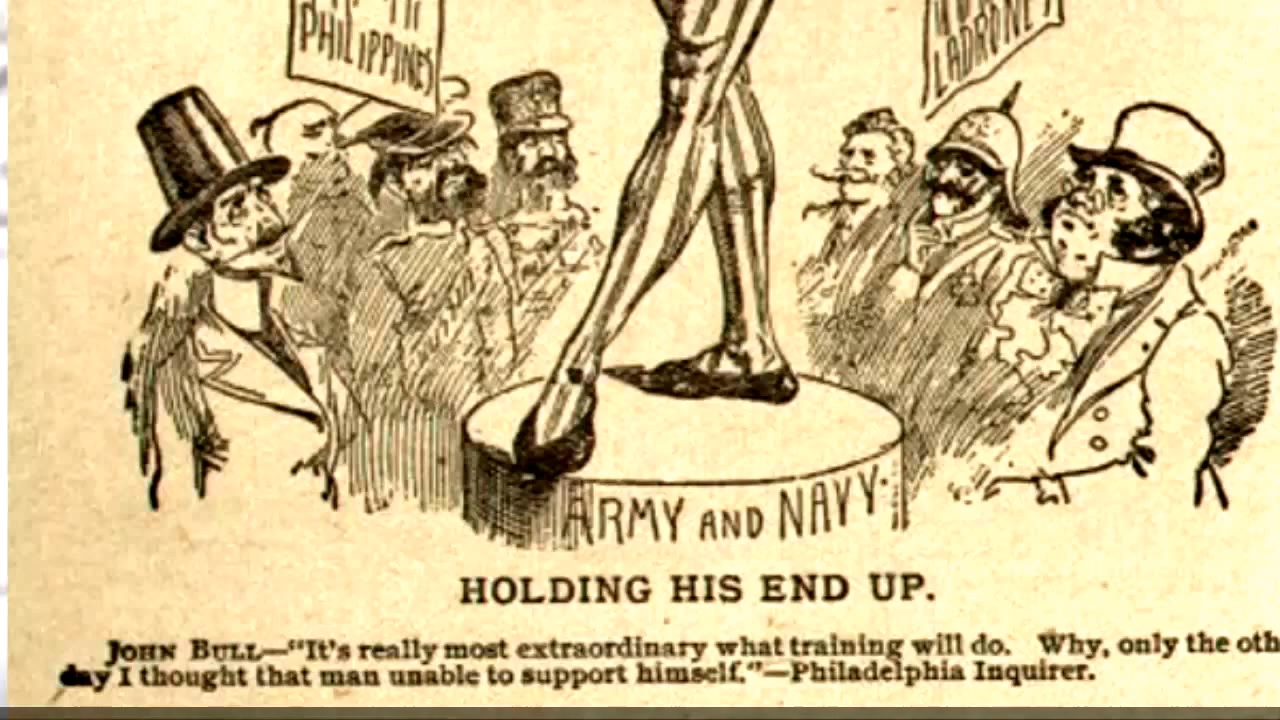 PHILIPPINES
LADRONES
ARMY AND NAVY.
HOLDING HIS END UP.
JOHN BULL—"It's really most extraordinary what training will do. Why, only the oth
day I thought that man unable to support himself."—Philadelphia Inquirer.